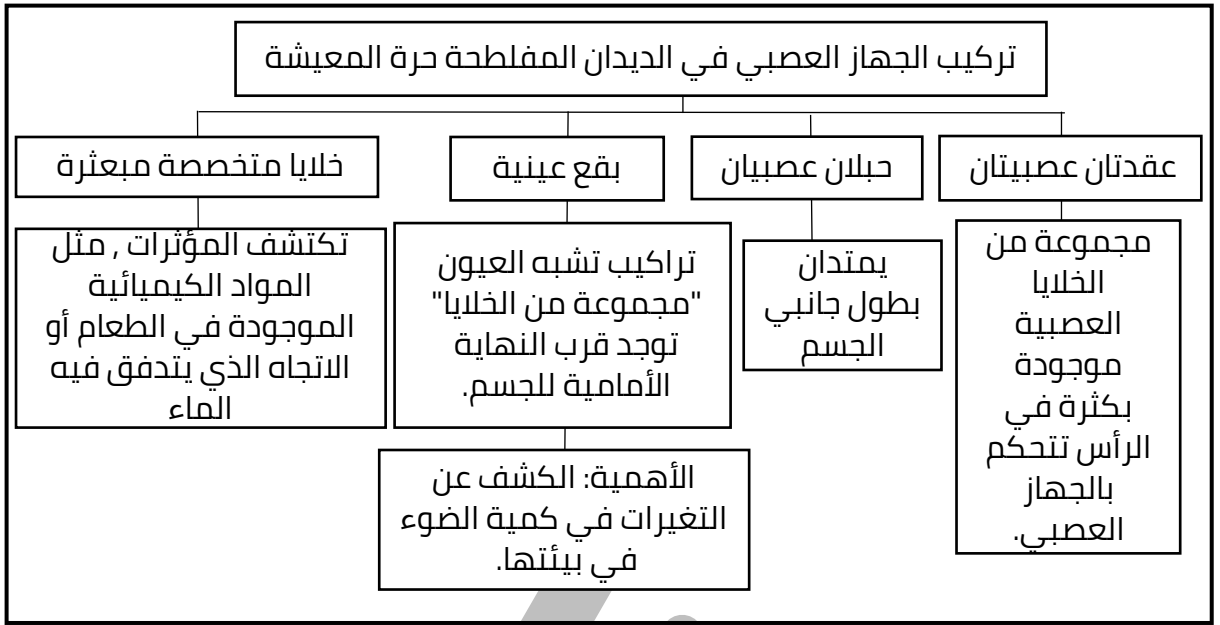 تركيب الجهاز العصبي في الديدان المفلطحة حرة المعيشة
عقدتان عصبيتان
مجموعة من
الخلايا
العصبية
موجودة
بكثرة في
الرأس تتحكم
بالجهاز
العصبي.
حبلان عصبيان
يمتدان
بطول جانبي
الجسم
بقع عينية
تراكيب تشبه العيون
"مجموعة من الخلايا"
توجد قرب النهاية
الأمامية للجسم.
الأهمية: الكشف عن
التغيرات في كمية الضوء
في بيئتها.
خلايا متخصصة مبعثرة
تكتشف المؤثرات , مثل
المواد الكيميائية
الموجودة في الطعام أو
الاتجاه الذي يتدفق فيه
الماء